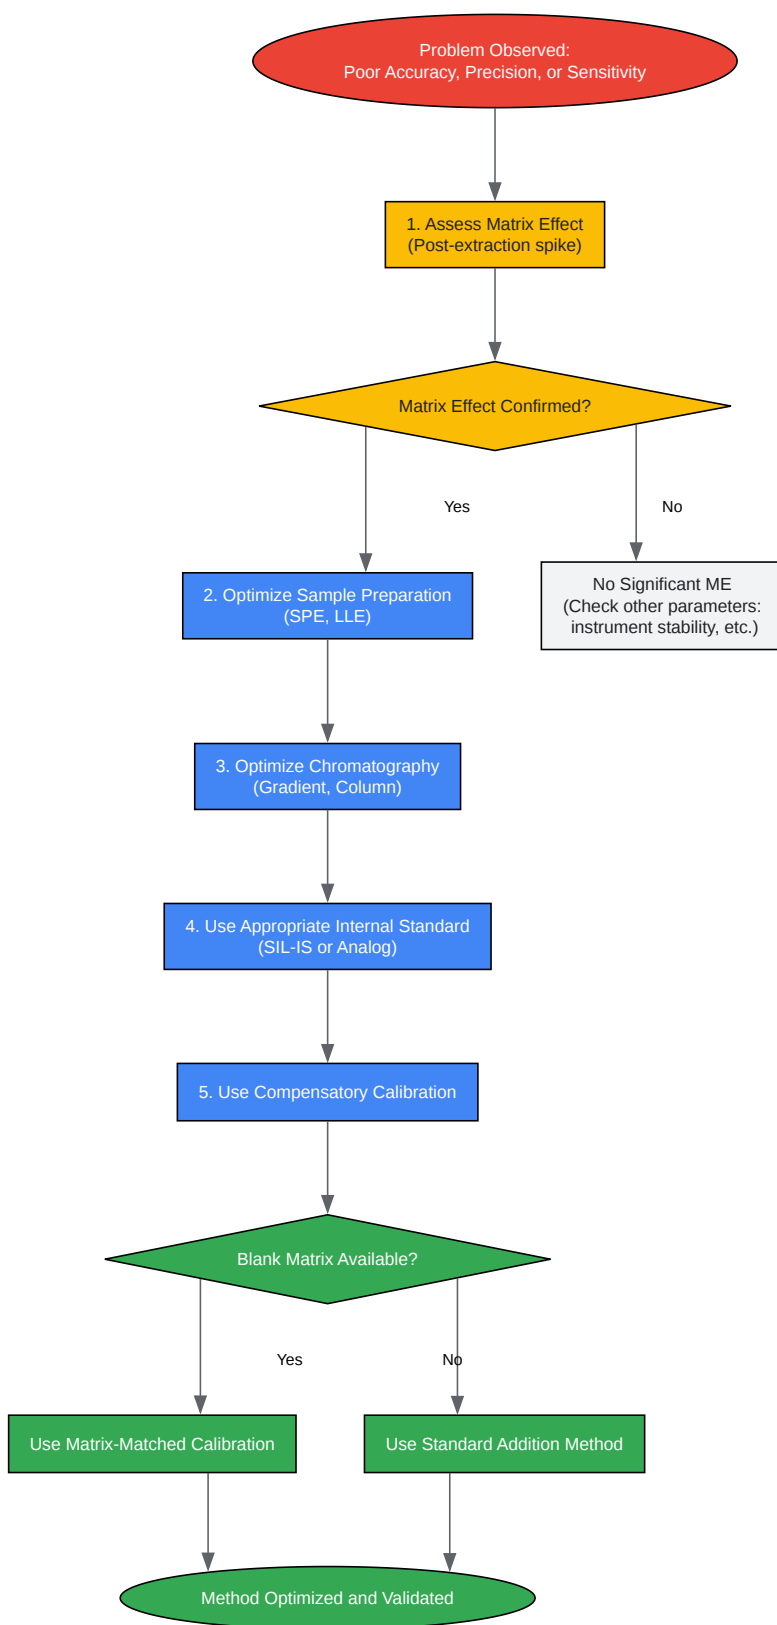 Problem Observed:
Poor Accuracy, Precision, or Sensitivity
1. Assess Matrix Effect
(Post-extraction spike)
Matrix Effect Confirmed?
Yes
No
2. Optimize Sample Preparation
(SPE, LLE)
No Significant ME
(Check other parameters:
instrument stability, etc.)
3. Optimize Chromatography
(Gradient, Column)
4. Use Appropriate Internal Standard
(SIL-IS or Analog)
5. Use Compensatory Calibration
Blank Matrix Available?
Yes
No
Use Matrix-Matched Calibration
Use Standard Addition Method
Method Optimized and Validated